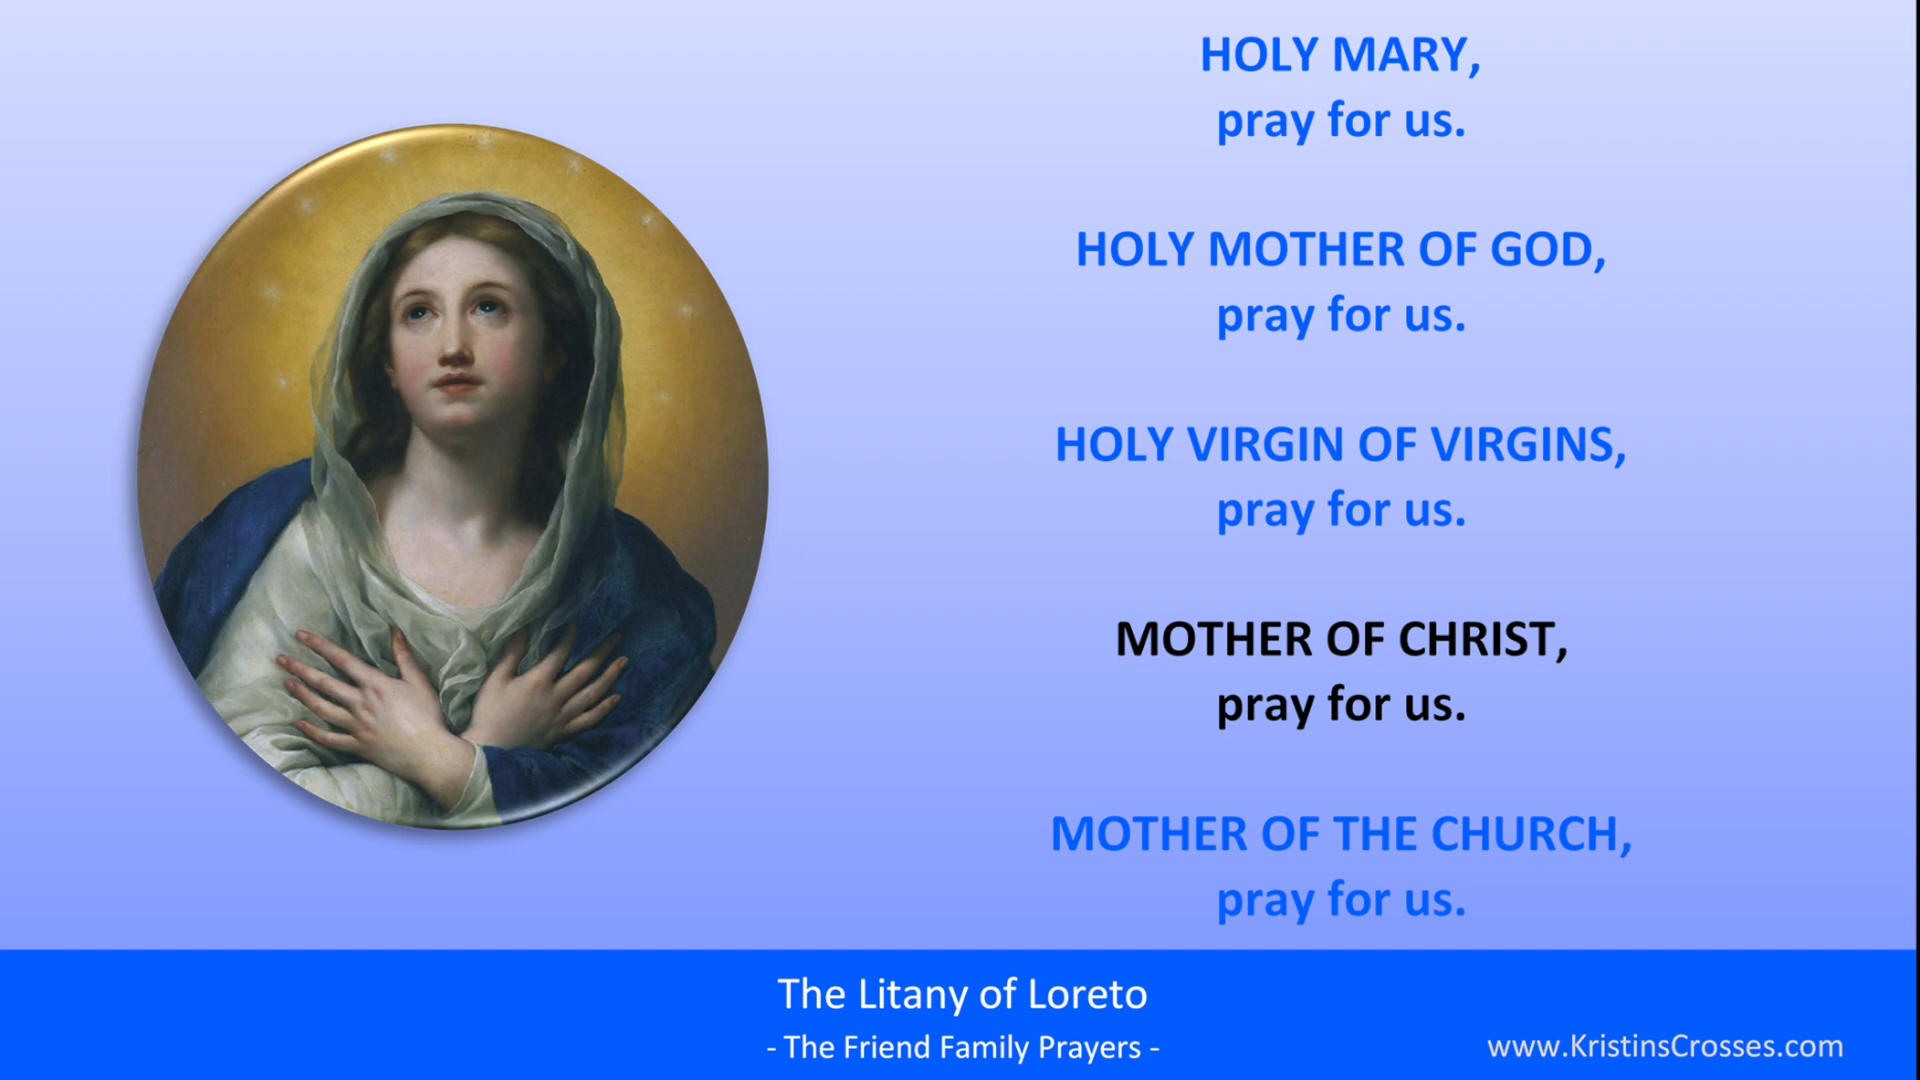 HOLY MARY,
pray for us.
HOLY MOTHER OF GOD,
pray for us.
HOLY VIRGIN OF VIRGINS,
pray for us.
MOTHER OF CHRIST,
pray for us.
MOTHER OF THE CHURCH,
pray for us.
The Litany of Loreto
- The Friend Family Prayers -
www.KristinsCrosses.com